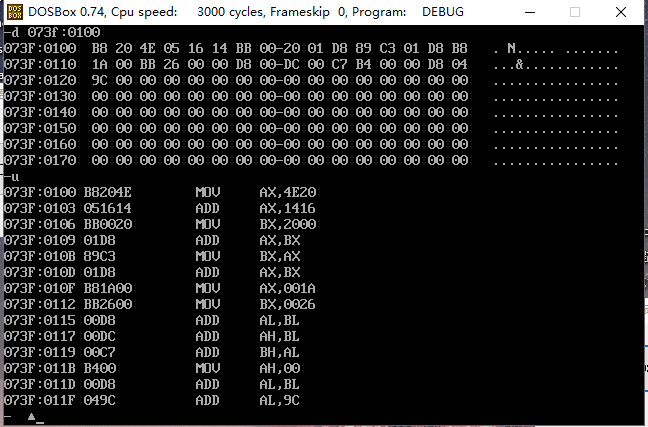 DOSBox 0.74, Cpu speed: 3000 cycles, Frameskip 0, Program: DEBUG
-d 073f:0100
073F:0100 B8 20 4E 05 16 14 BB 00-20 01 D8 89 C3 01 D8 B8 . N..... .......
073F:0110 1A 00 BB 26 00 00 D8 00-DC 00 C7 B4 00 00 D8 04 ...&............
073F:0120 9C 00 00 00 00 00 00 00-00 00 00 00 00 00 00 00 ................
073F:0130 00 00 00 00 00 00 00 00-00 00 00 00 00 00 00 00 ................
073F:0140 00 00 00 00 00 00 00 00-00 00 00 00 00 00 00 00 ................
073F:0150 00 00 00 00 00 00 00 00-00 00 00 00 00 00 00 00 ................
073F:0160 00 00 00 00 00 00 00 00-00 00 00 00 00 00 00 00 ................
073F:0170 00 00 00 00 00 00 00 00-00 00 00 00 00 00 00 00 ................
-u
073F:0100 B8204E MOV AX,4E20
073F:0103 051614 ADD AX,1416
073F:0106 BB0020 MOV BX,2000
073F:0109 01D8 ADD AX,BX
073F:010B 89C3 MOV BX,AX
073F:010D 01D8 ADD AX,BX
073F:010F B81A00 MOV AX,001A
073F:0112 BB2600 MOV BX,0026
073F:0115 00D8 ADD AL,BL
073F:0117 00DC ADD AH,BL
073F:0119 00C7 ADD BH,AL
073F:011B B400 MOV AH,00
073F:011D 00D8 ADD AL,BL
073F:011F 049C ADD AL,9C
- ▲_